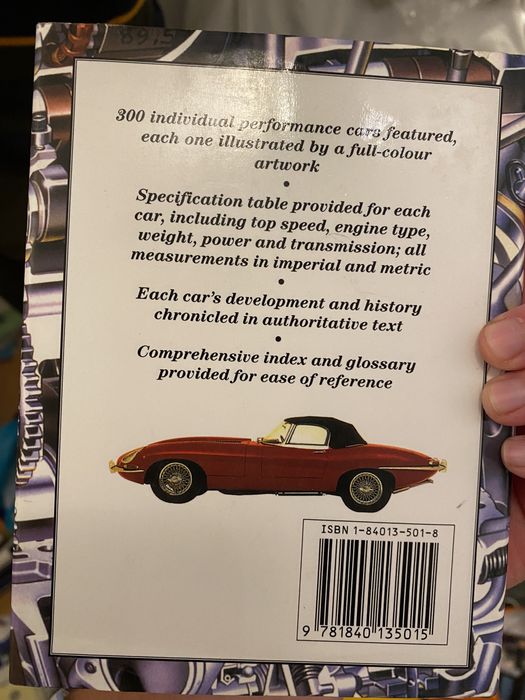 89,5
300 individual performance cars featured,
each one illustrated by a full-colour
artwork
•
Specification table provided for each
car, including top speed, engine type,
weight, power and transmission; all
measurements in imperial and metric
•
Each car's development and history
chronicled in authoritative text
•
Comprehensive index and glossary
provided for ease of reference
ISBN 1-84013-501-8
9 781840 135015